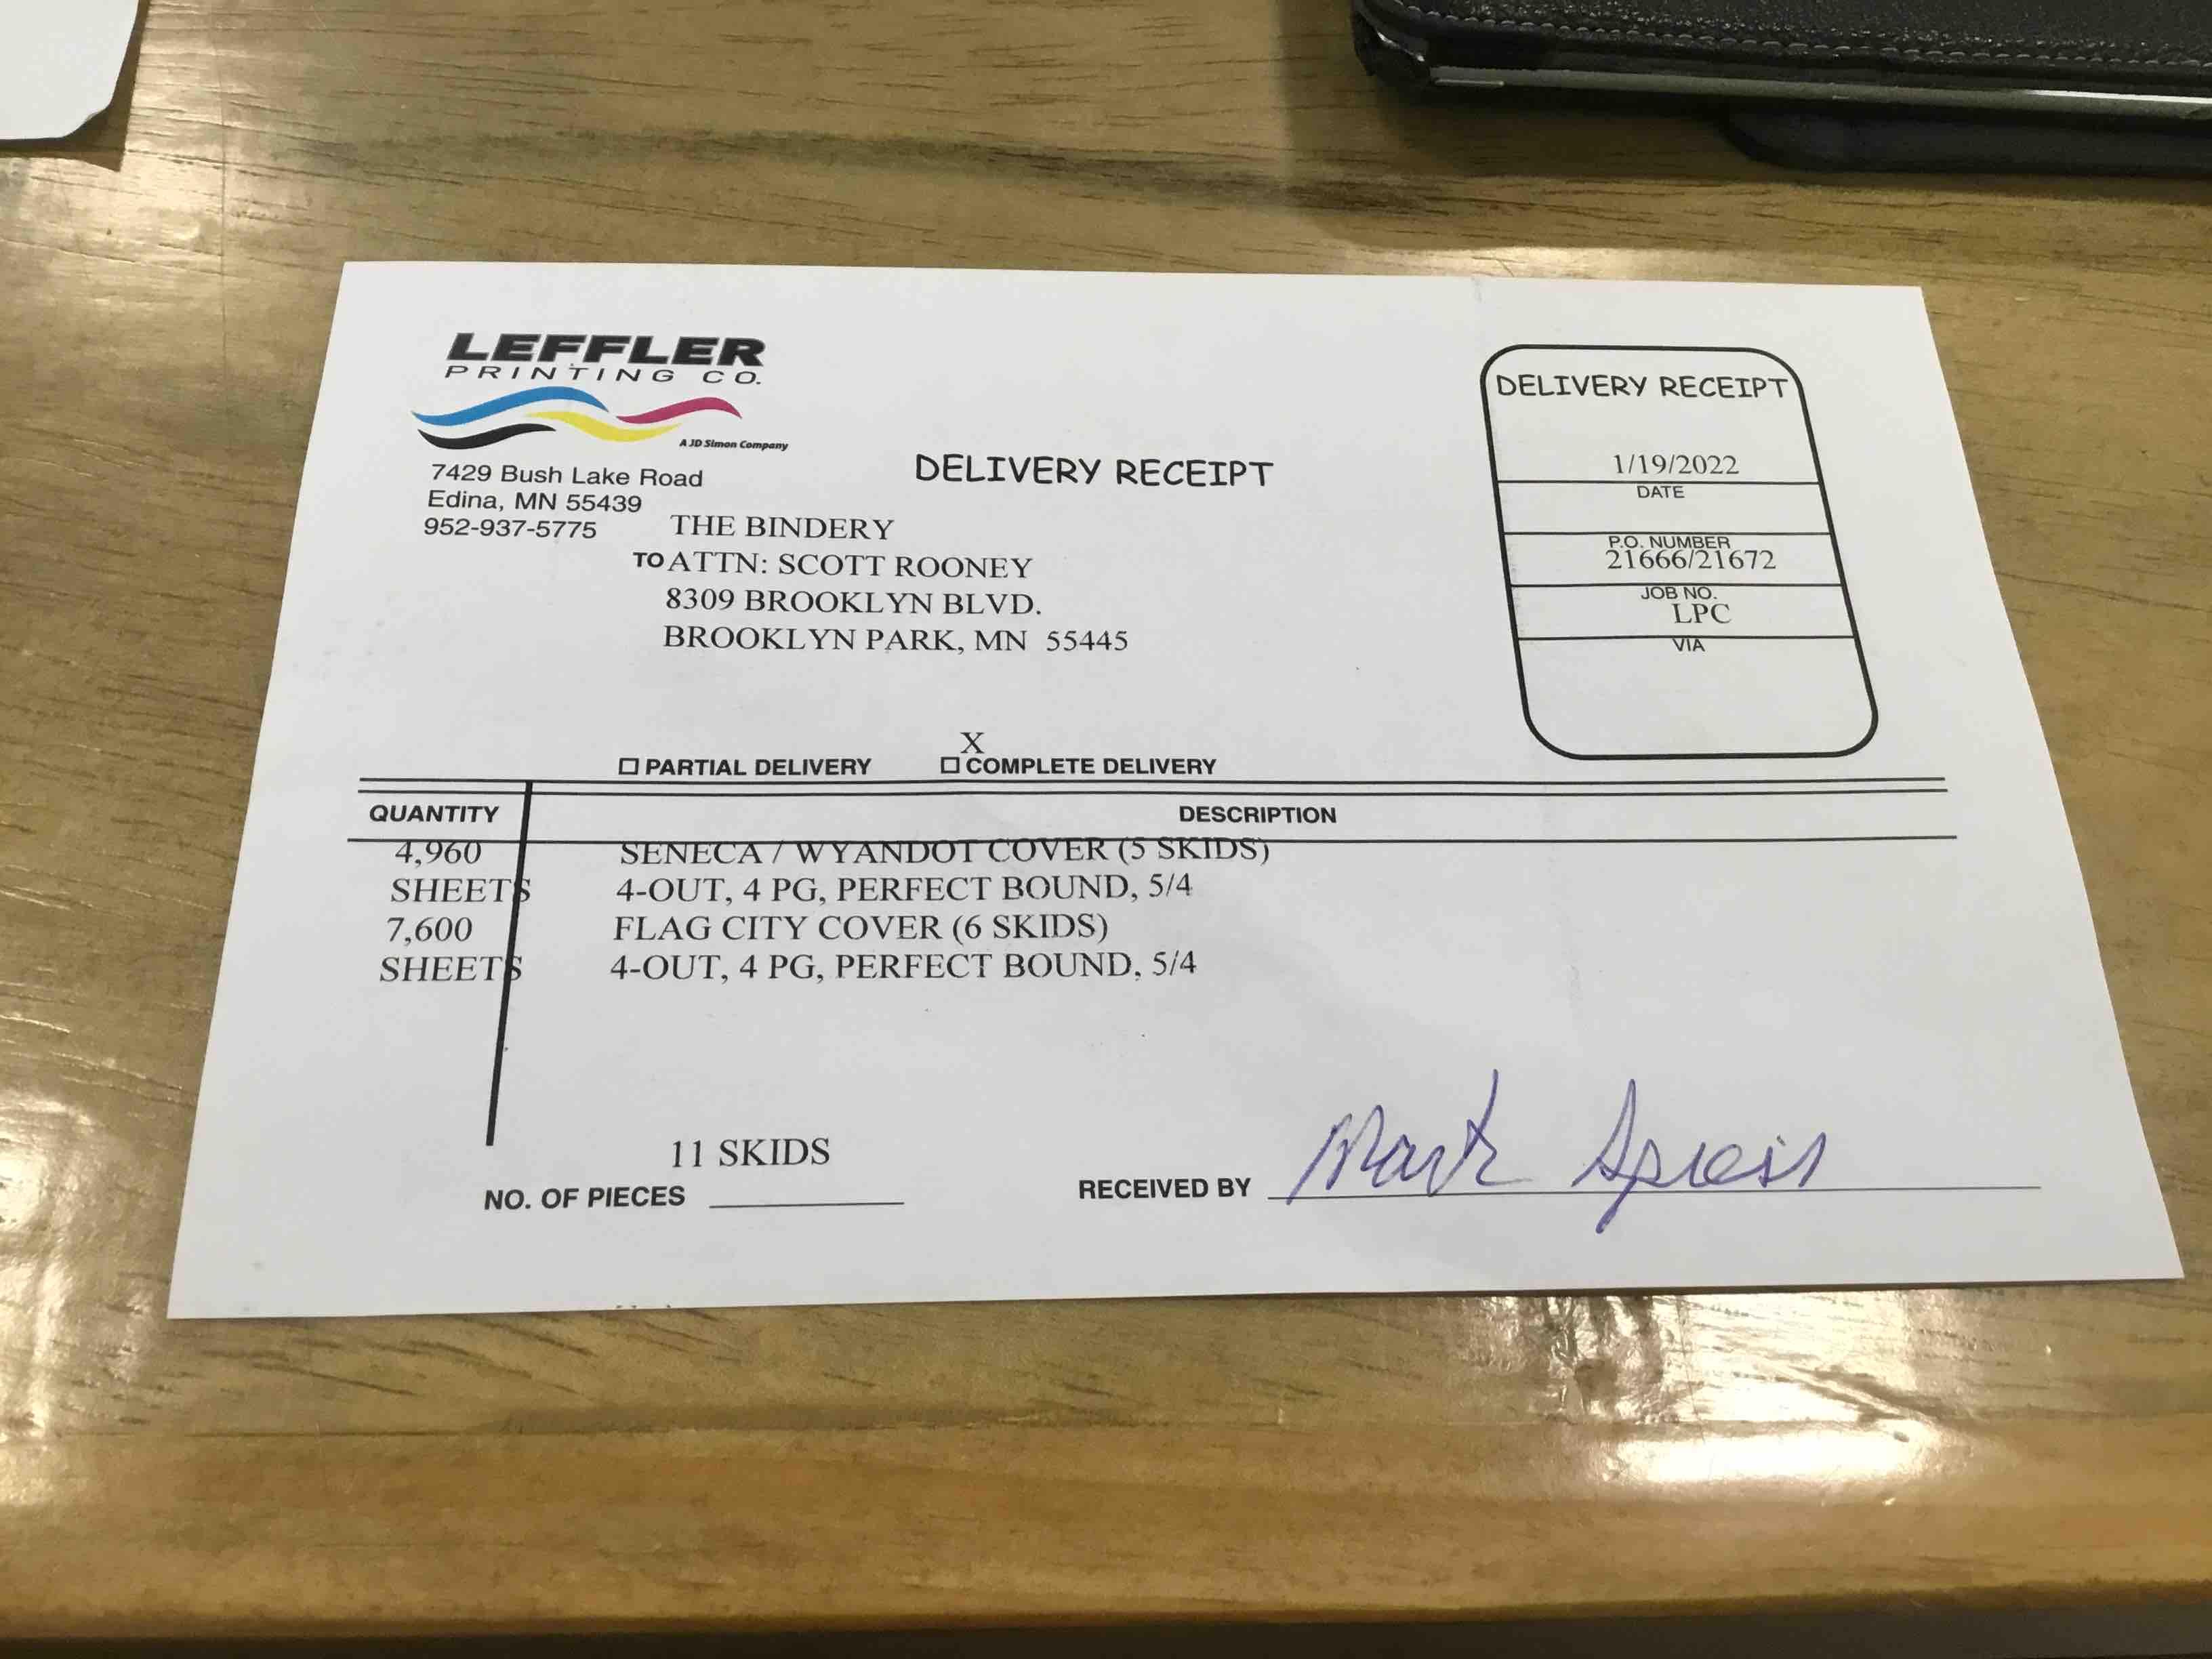 LEFFLER
PRINTING CO.
A JD Simon Company
7429 Bush Lake Road
Edina, MN 55439
952-937-5775
DELIVERY RECEIPT
THE BINDERY
TO ATTN: SCOTT ROONEY
8309 BROOKLYN BLVD.
BROOKLYN PARK, MN 55445
DELIVERY RECEIPT
1/19/2022
DATE
P.O. NUMBER
21666/21672
JOB NO.
LPC
VIA
X
☐ PARTIAL DELIVERY ☐ COMPLETE DELIVERY
QUANTITY DESCRIPTION
4,960 SENECA / WYANDOT COVER (5 SKIDS)
SHEETS 4-OUT, 4 PG, PERFECT BOUND, 5/4
7,600 FLAG CITY COVER (6 SKIDS)
SHEETS 4-OUT, 4 PG, PERFECT BOUND, 5/4
11 SKIDS
NO. OF PIECES
RECEIVED BY Mark Spreis